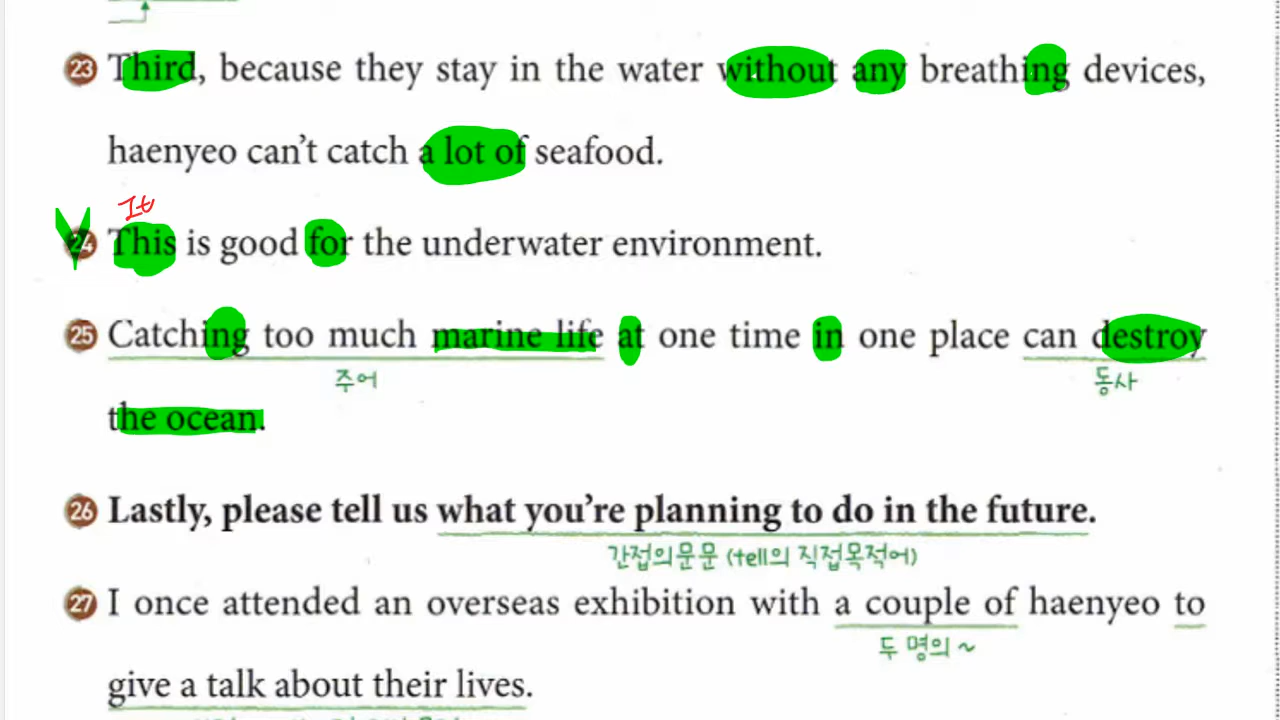 23 Third, because they stay in the water without any breathing devices,
haenyeo can't catch a lot of seafood.
It
24 This is good for the underwater environment.
25 Catching too much marine life at one time in one place can destroy
주어 동사
the ocean.
26 Lastly, please tell us what you're planning to do in the future.
간접의문문 (tell의 직접목적어)
27 I once attended an overseas exhibition with a couple of haenyeo to
두 명의 ~
give a talk about their lives.